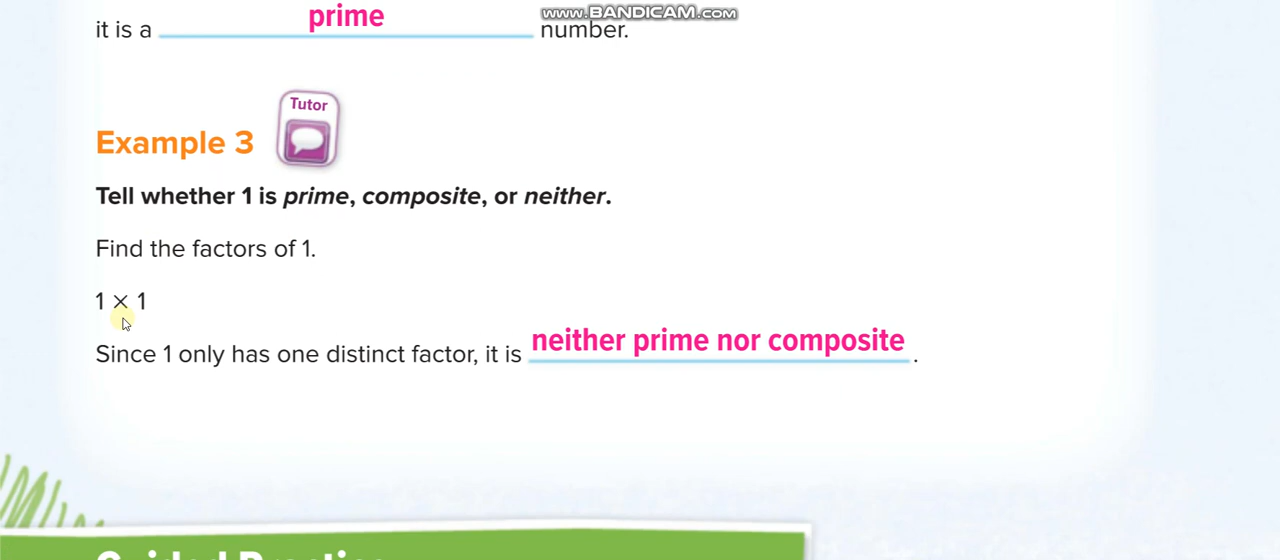 www.BANDICAM.com
prime
it is a number.
Tutor
Example 3
Tell whether 1 is prime, composite, or neither.
Find the factors of 1.
1 × 1
neither prime nor composite
Since 1 only has one distinct factor, it is .